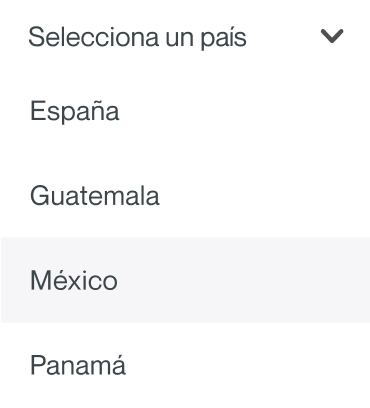 Selecciona un país
España
Guatemala
México
Panamá